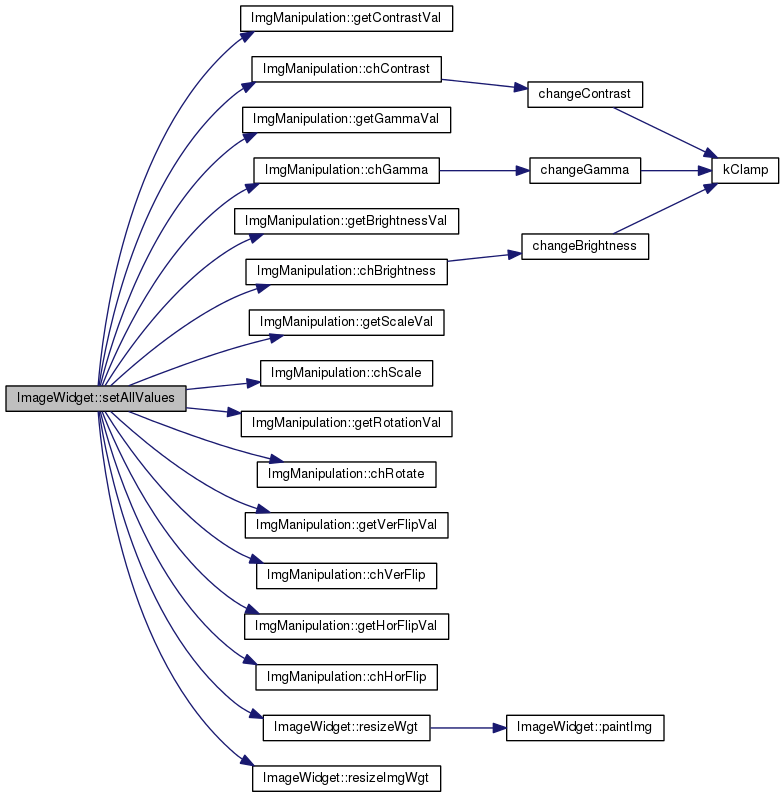 ImgManipulation::getContrastVal
ImgManipulation::chContrast
changeContrast
ImgManipulation::getGammaVal
ImgManipulation::chGamma
changeGamma
kClamp
ImgManipulation::getBrightnessVal
changeBrightness
ImgManipulation::chBrightness
ImgManipulation::getScaleVal
ImgManipulation::chScale
ImageWidget::setAllValues
ImgManipulation::getRotationVal
ImgManipulation::chRotate
ImgManipulation::getVerFlipVal
ImgManipulation::chVerFlip
ImgManipulation::getHorFlipVal
ImgManipulation::chHorFlip
ImageWidget::resizeWgt
ImageWidget::paintImg
ImageWidget::resizeImgWgt